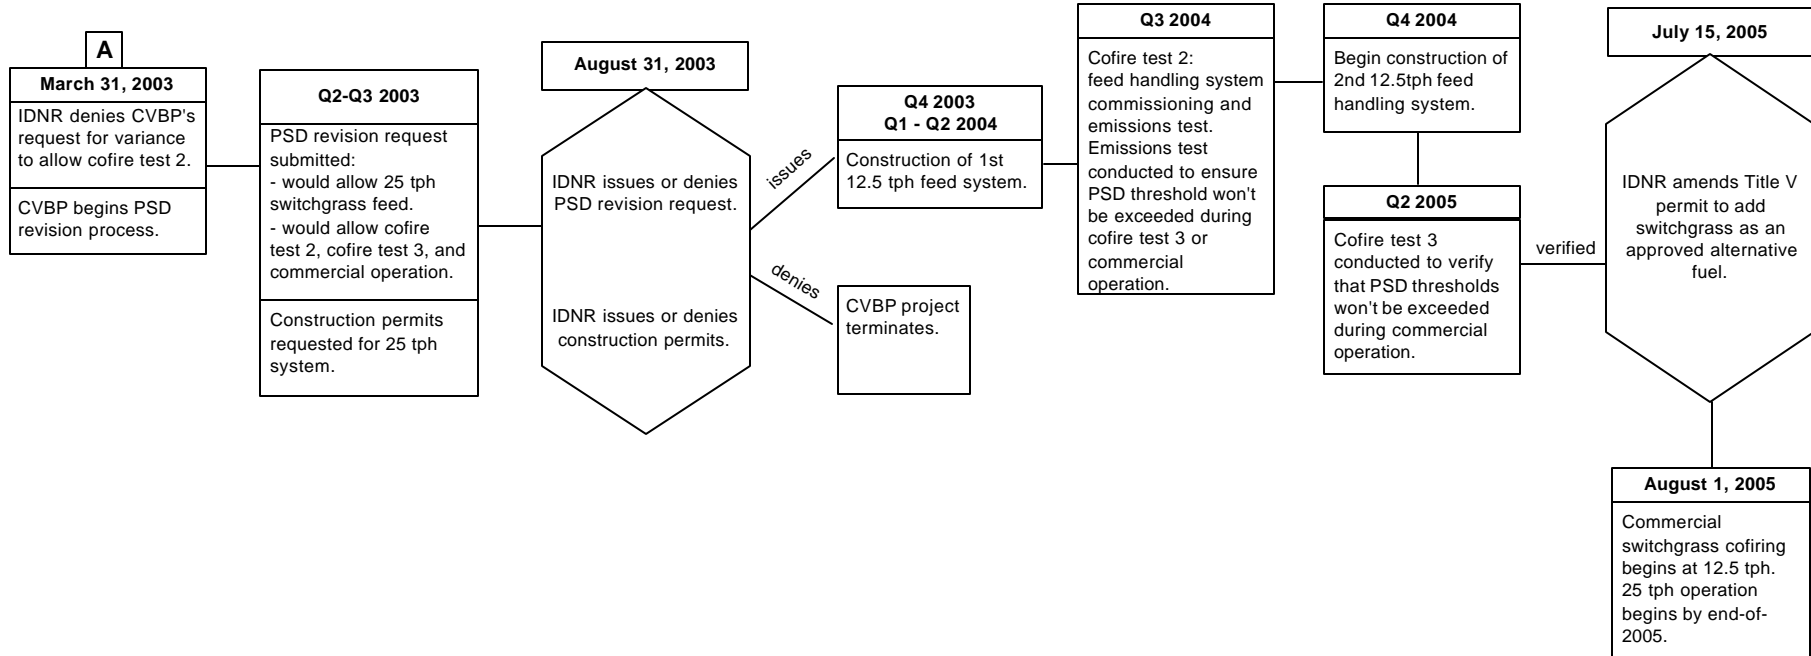 A
March 31, 2003
IDNR denies CVBP's
request for variance
to allow cofire test 2.
CVBP begins PSD
revision process.
Q2-Q3 2003
PSD revision request
submitted:
- would allow 25 tph
switchgrass feed.
- would allow cofire
test 2, cofire test 3, and
commercial operation.
Construction permits
requested for 25 tph
system.
August 31, 2003
IDNR issues or denies
PSD revision request.
IDNR issues or denies
construction permits.
issues
denies
Q4 2003
Q1 - Q2 2004
Construction of 1st
12.5 tph feed system.
CVBP project
terminates.
Q3 2004
Cofire test 2:
feed handling system
commissioning and
emissions test.
Emissions test
conducted to ensure
PSD threshold won't
be exceeded during
cofire test 3 or
commercial
operation.
Q4 2004
Begin construction of
2nd 12.5tph feed
handling system.
Q2 2005
Cofire test 3
conducted to verify
that PSD thresholds
won't be exceeded
during commercial
operation.
verified
July 15, 2005
IDNR amends Title V
permit to add
switchgrass as an
approved alternative
fuel.
August 1, 2005
Commercial
switchgrass cofiring
begins at 12.5 tph.
25 tph operation
begins by end-of-
2005.